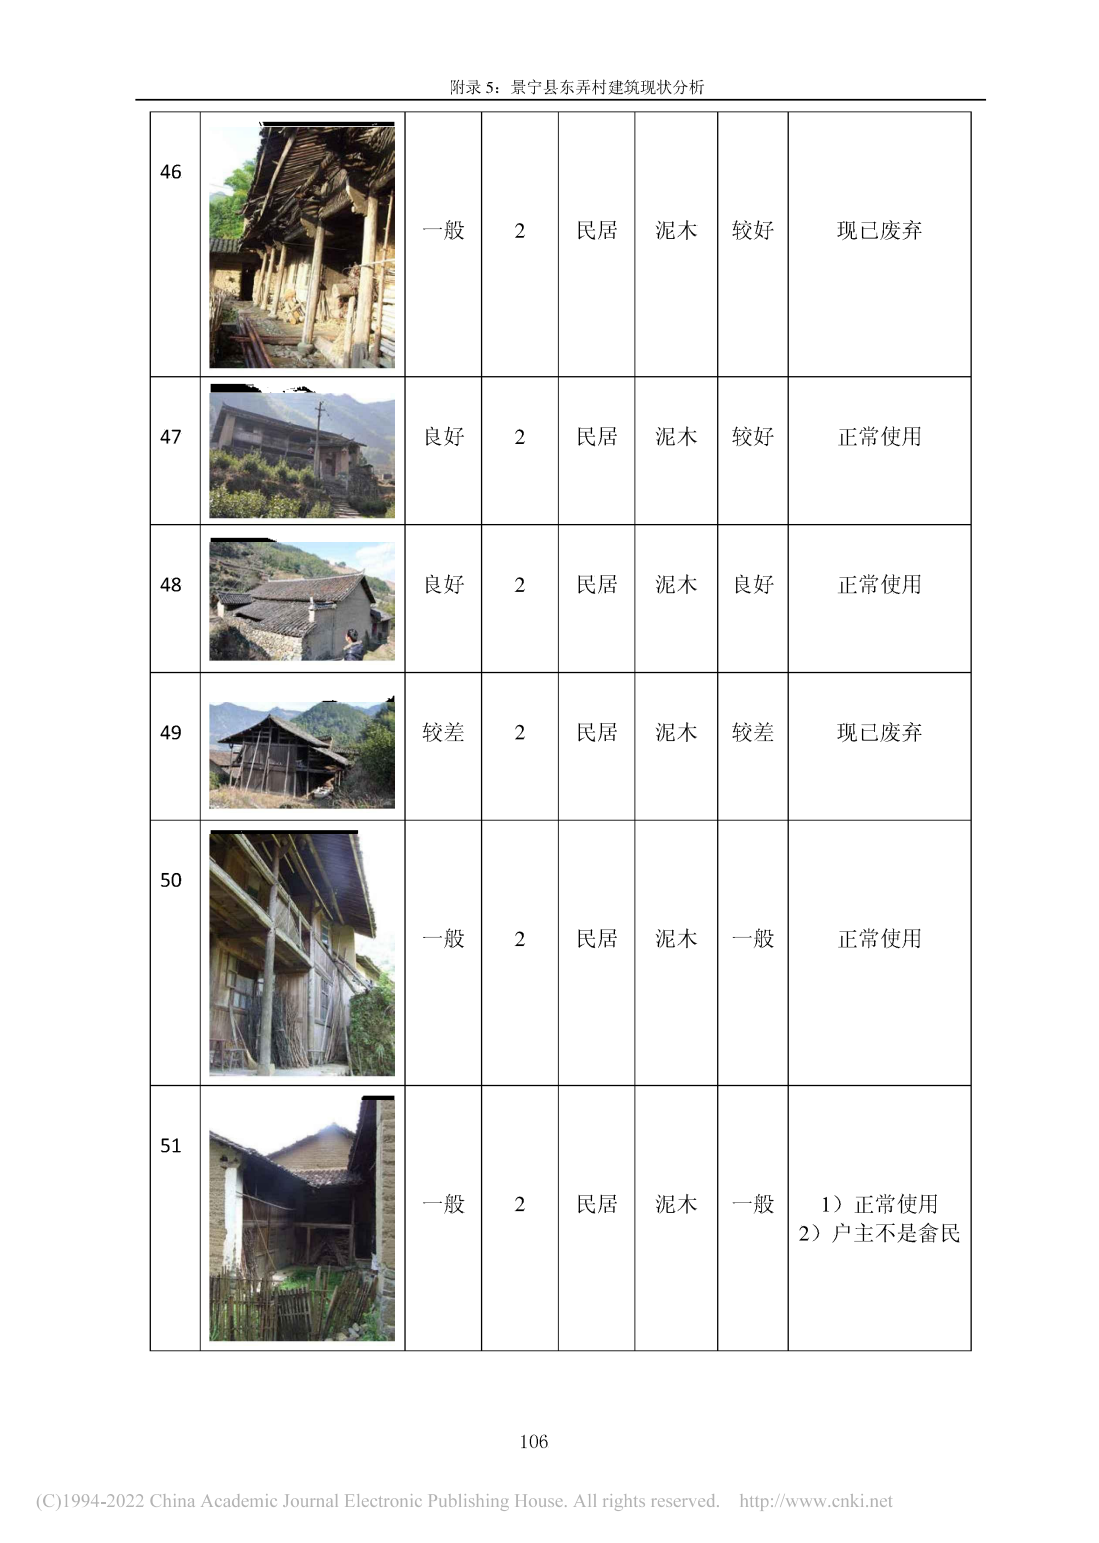 附录 5：景宁县东弄村建筑现状分析
46 一般 2 民居 泥木 较好 现已废弃
47 良好 2 民居 泥木 较好 正常使用
48 良好 2 民居 泥木 良好 正常使用
49 较差 2 民居 泥木 较差 现已废弃
50 一般 2 民居 泥木 一般 正常使用
51 一般 2 民居 泥木 一般 1）正常使用
2）户主不是畲民
106
(C)1994-2022 China Academic Journal Electronic Publishing House. All rights reserved. http://www.cnki.net